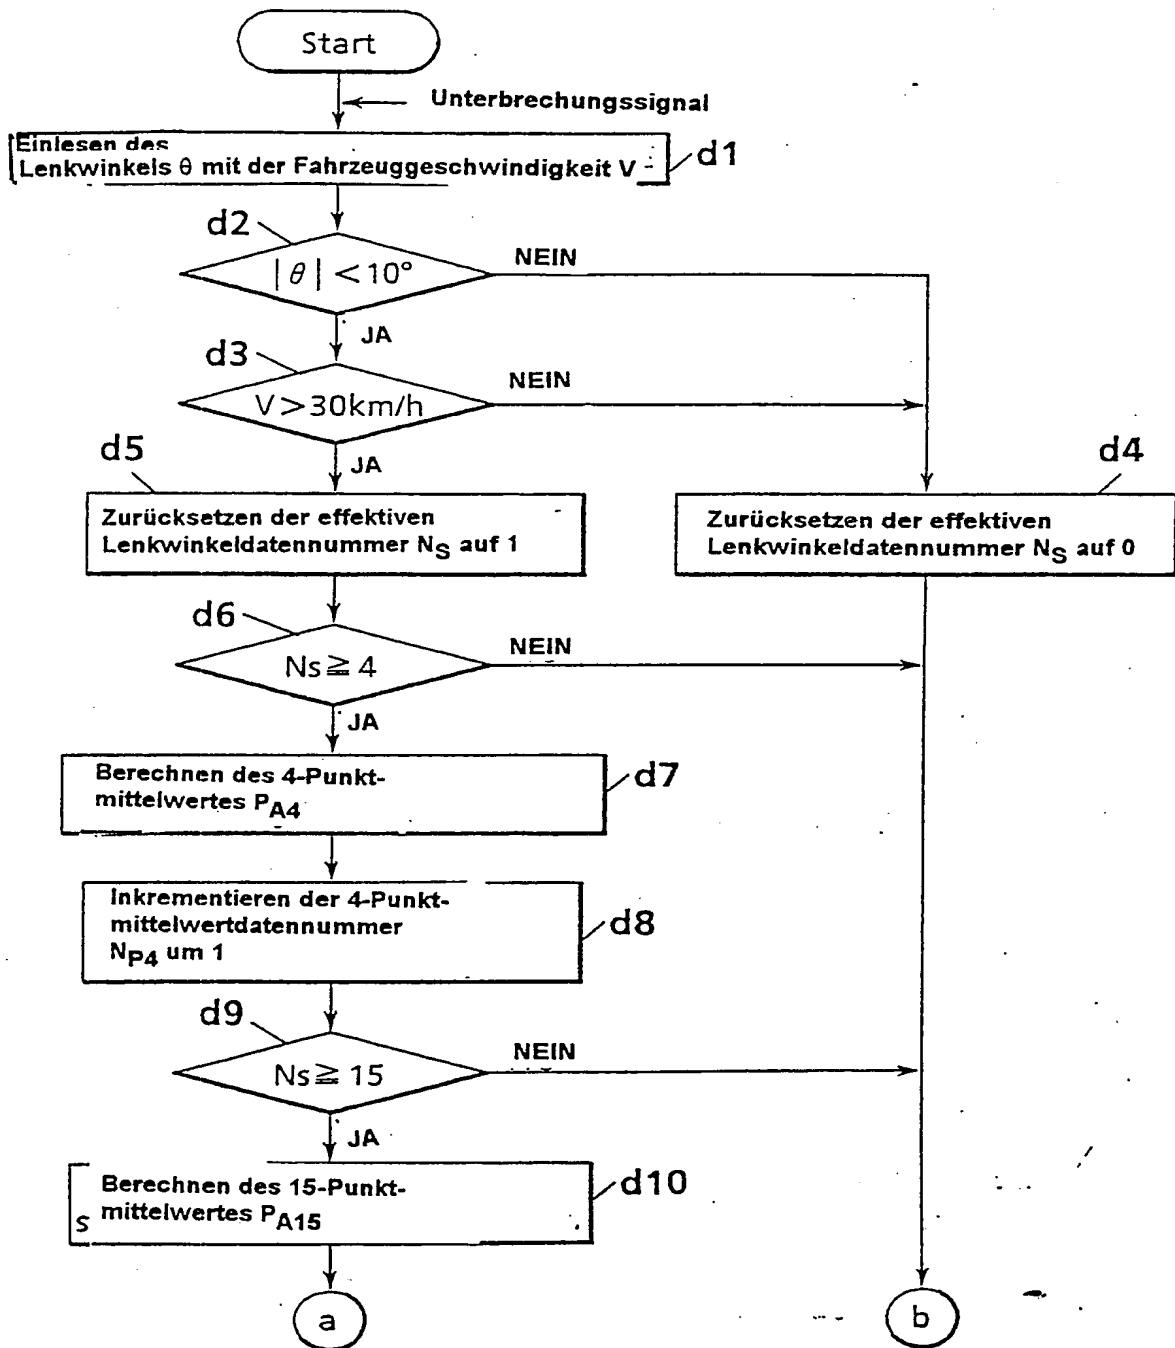 Start
Unterbrechungssignal
Einlesen des
Lenkwinkels θ mit der Fahrzeuggeschwindigkeit V
d1
d2
| θ | < 10°
NEIN
JA
d3
V > 30km/h
NEIN
JA
d5
Zurücksetzen der effektiven
Lenkwinkeldatennummer NS auf 1
d4
Zurücksetzen der effektiven
Lenkwinkeldatennummer NS auf 0
d6
Ns ≧ 4
NEIN
JA
Berechnen des 4-Punkt-
mittelwertes PA4
d7
Inkrementieren der 4-Punkt-
mittelwertdatennummer
NP4 um 1
d8
d9
Ns ≧ 15
NEIN
JA
Berechnen des 15-Punkt-
s mittelwertes PA15
d10
a
b